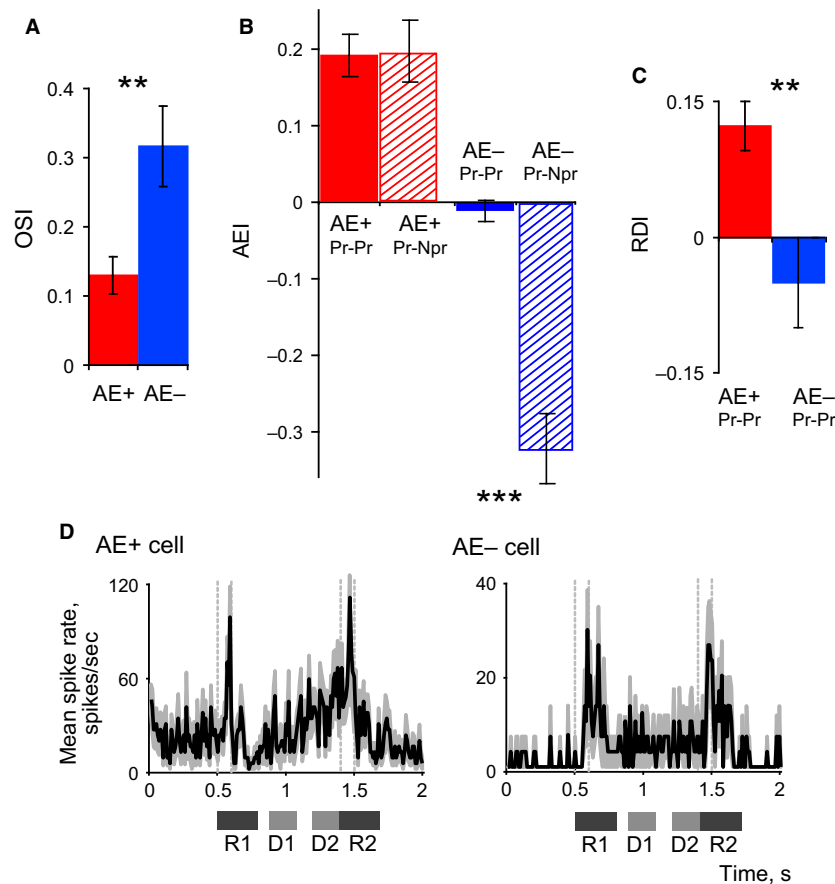 A
**
0.4
0.3
0.2
0.1
0
OSI
AE+ AE–
B
0.2
0.1
0
–0.1
–0.2
–0.3
AEI
AE+
Pr-Pr
AE+
Pr-Npr
AE–
Pr-Pr
AE–
Pr-Npr
***
C
**
0.15
0
–0.15
RDI
AE+
Pr-Pr
AE–
Pr-Pr
D
AE+ cell
Mean spike rate,
spikes/sec
120
60
0
0 0.5 1 1.5 2
R1 D1 D2 R2
AE– cell
40
20
0
0 0.5 1 1.5 2
R1 D1 D2 R2
Time, s